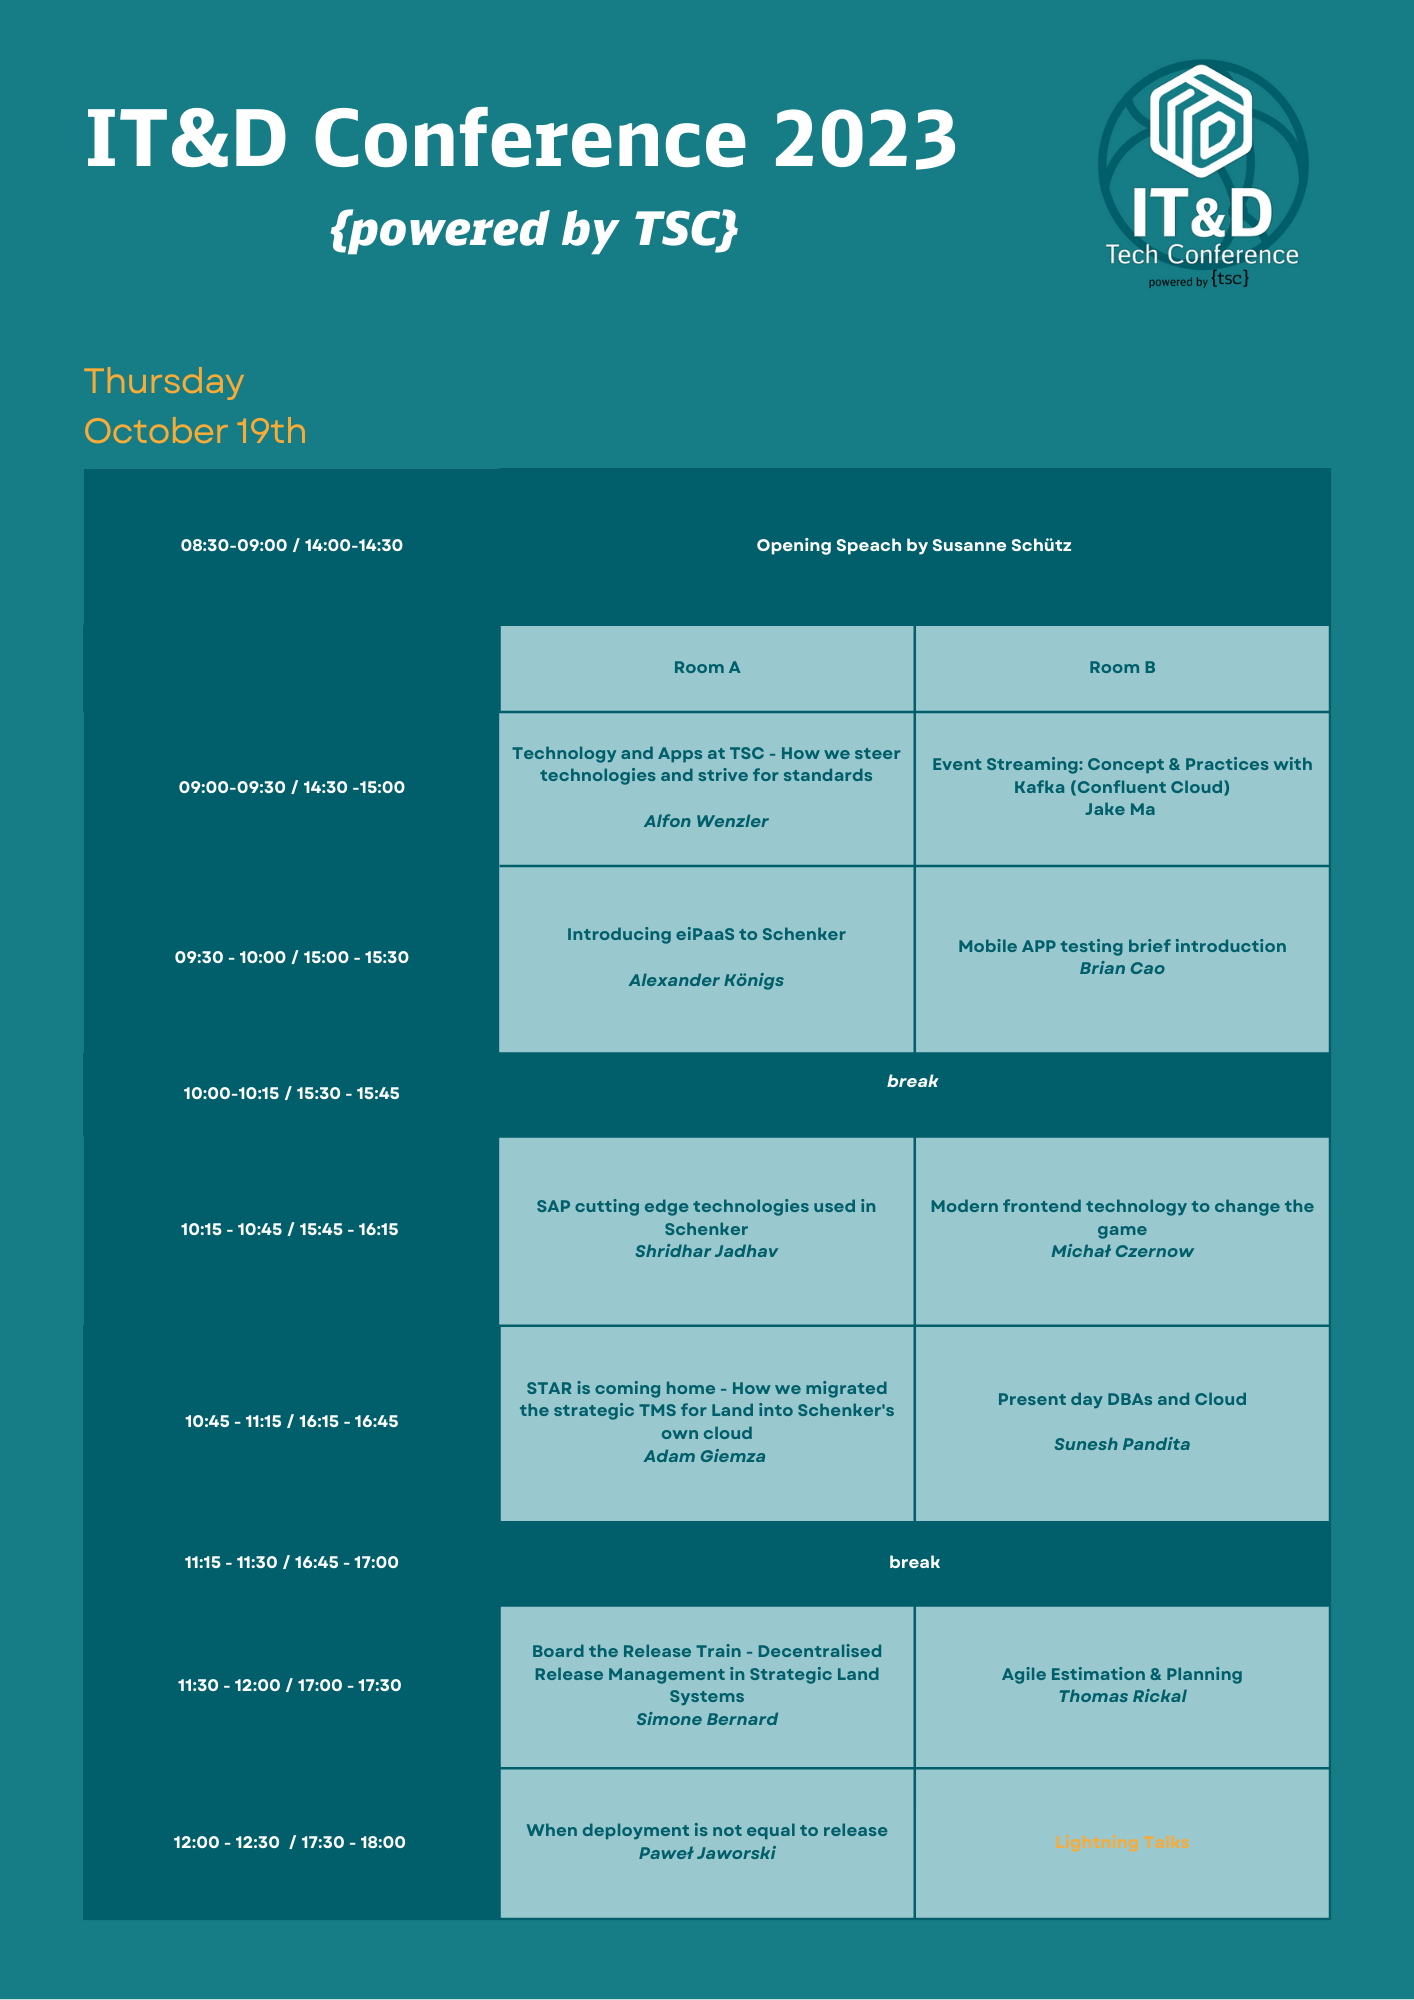 IT&D Conference 2023
{powered by TSC}
IT&D
Tech Conference
powered by {tsc}
Thursday
October 19th
08:30-09:00 / 14:00-14:30
Opening Speach by Susanne Schütz
Room A
Room B
09:00-09:30 / 14:30 -15:00
Technology and Apps at TSC - How we steer
technologies and strive for standards
Alfon Wenzler
Event Streaming: Concept & Practices with
Kafka (Confluent Cloud)
Jake Ma
09:30 - 10:00 / 15:00 - 15:30
Introducing eiPaaS to Schenker
Alexander Königs
Mobile APP testing brief introduction
Brian Cao
10:00-10:15 / 15:30 - 15:45
break
10:15 - 10:45 / 15:45 - 16:15
SAP cutting edge technologies used in
Schenker
Shridhar Jadhav
Modern frontend technology to change the
game
Michał Czernow
10:45 - 11:15 / 16:15 - 16:45
STAR is coming home - How we migrated
the strategic TMS for Land into Schenker's
own cloud
Adam Giemza
Present day DBAs and Cloud
Sunesh Pandita
11:15 - 11:30 / 16:45 - 17:00
break
11:30 - 12:00 / 17:00 - 17:30
Board the Release Train - Decentralised
Release Management in Strategic Land
Systems
Simone Bernard
Agile Estimation & Planning
Thomas Rickal
12:00 - 12:30 / 17:30 - 18:00
When deployment is not equal to release
Paweł Jaworski
Lightning Talks